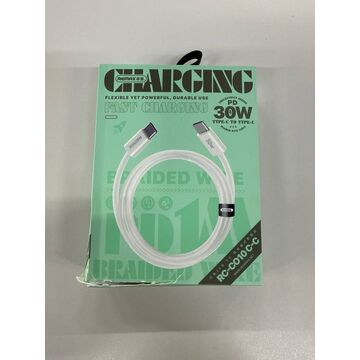 CHARGING
REMAX
FLEXIBLE YET POWERFUL, DURABLE USE
FAST CHARGING
PD
30W
TYPE-C TO TYPE-C
BRAIDED WIRE
RC-C010 C-C
BRAIDED WIRE